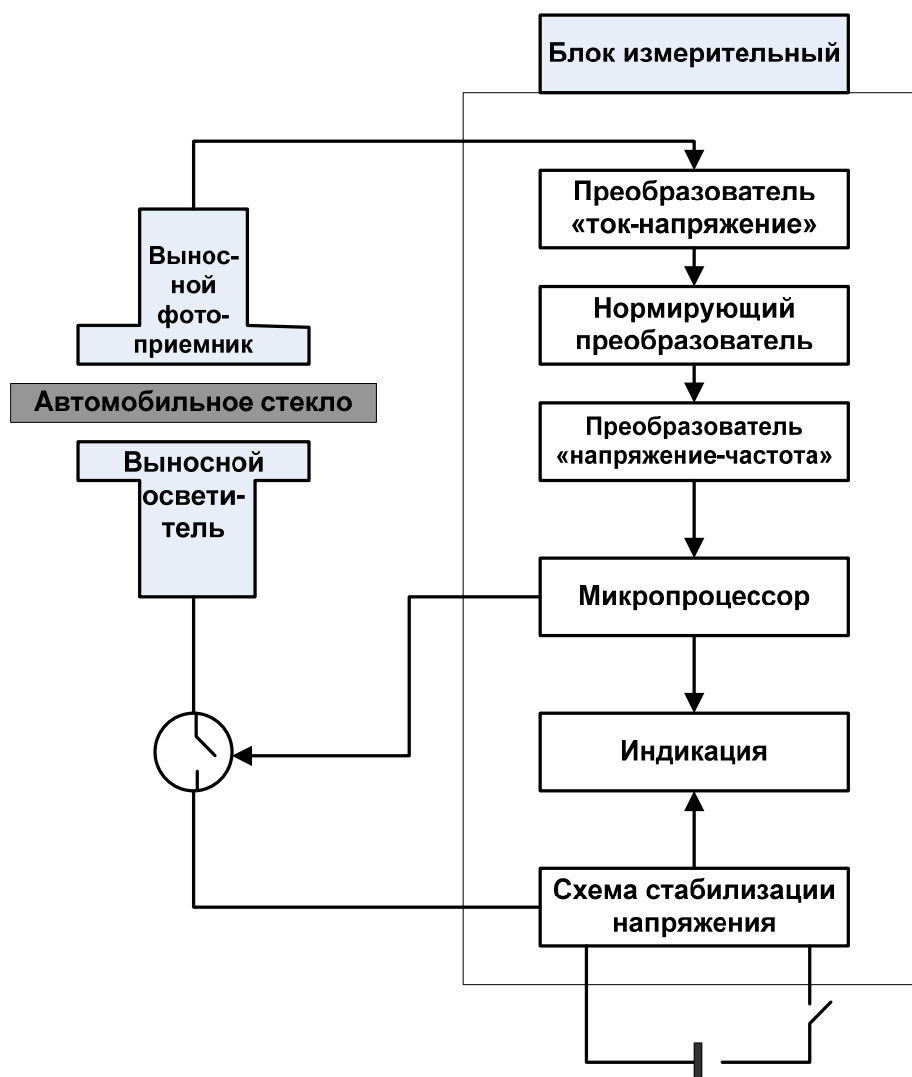 Блок измерительный
Преобразователь
«ток-напряжение»
Вынос-
ной
фото-
приемник
Нормирующий
преобразователь
Автомобильное стекло
Преобразователь
«напряжение-частота»
Выносной
освети-
тель
Микропроцессор
Индикация
Схема стабилизации
напряжения